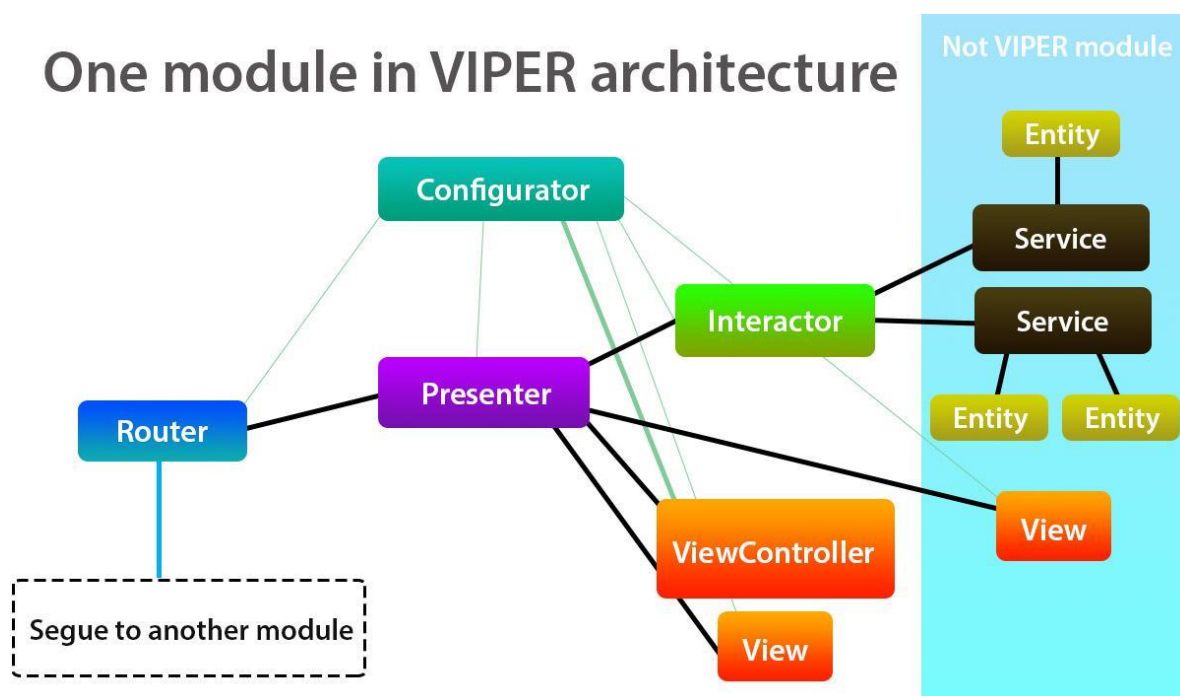 One module in VIPER architecture
Not VIPER module
Entity
Configurator
Service
Interactor
Service
Presenter
Router
Entity
Entity
View
ViewController
Segue to another module
View